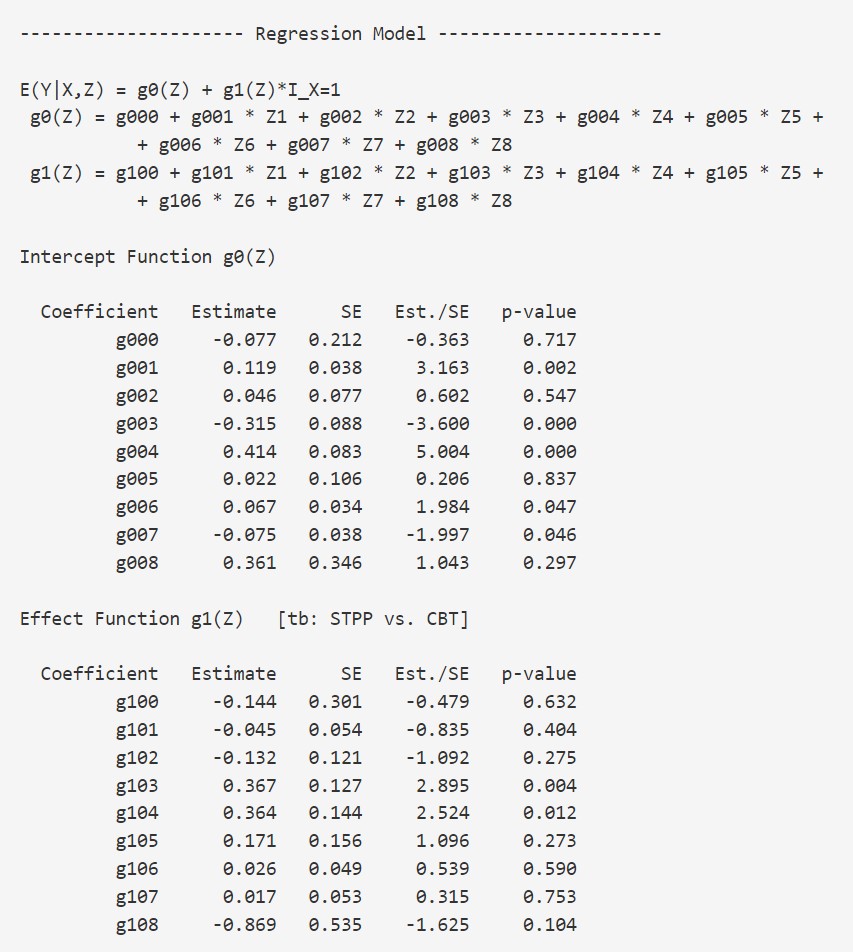 --------------------- Regression Model ---------------------
E(Y|X,Z) = g0(Z) + g1(Z)*I_X=1
g0(Z) = g000 + g001 * Z1 + g002 * Z2 + g003 * Z3 + g004 * Z4 + g005 * Z5 +
+ g006 * Z6 + g007 * Z7 + g008 * Z8
g1(Z) = g100 + g101 * Z1 + g102 * Z2 + g103 * Z3 + g104 * Z4 + g105 * Z5 +
+ g106 * Z6 + g107 * Z7 + g108 * Z8
Intercept Function g0(Z)
Coefficient Estimate SE Est./SE p-value
g000 -0.077 0.212 -0.363 0.717
g001 0.119 0.038 3.163 0.002
g002 0.046 0.077 0.602 0.547
g003 -0.315 0.088 -3.600 0.000
g004 0.414 0.083 5.004 0.000
g005 0.022 0.106 0.206 0.837
g006 0.067 0.034 1.984 0.047
g007 -0.075 0.038 -1.997 0.046
g008 0.361 0.346 1.043 0.297
Effect Function g1(Z) [tb: STPP vs. CBT]
Coefficient Estimate SE Est./SE p-value
g100 -0.144 0.301 -0.479 0.632
g101 -0.045 0.054 -0.835 0.404
g102 -0.132 0.121 -1.092 0.275
g103 0.367 0.127 2.895 0.004
g104 0.364 0.144 2.524 0.012
g105 0.171 0.156 1.096 0.273
g106 0.026 0.049 0.539 0.590
g107 0.017 0.053 0.315 0.753
g108 -0.869 0.535 -1.625 0.104